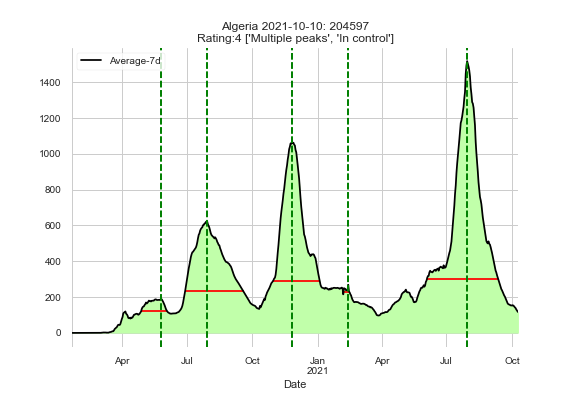 Algeria 2021-10-10: 204597
Rating:4 ['Multiple peaks', 'In control']
Average-7d
1400
1200
1000
800
600
400
200
0
Apr Jul Oct Jan Apr Jul Oct
2021
Date